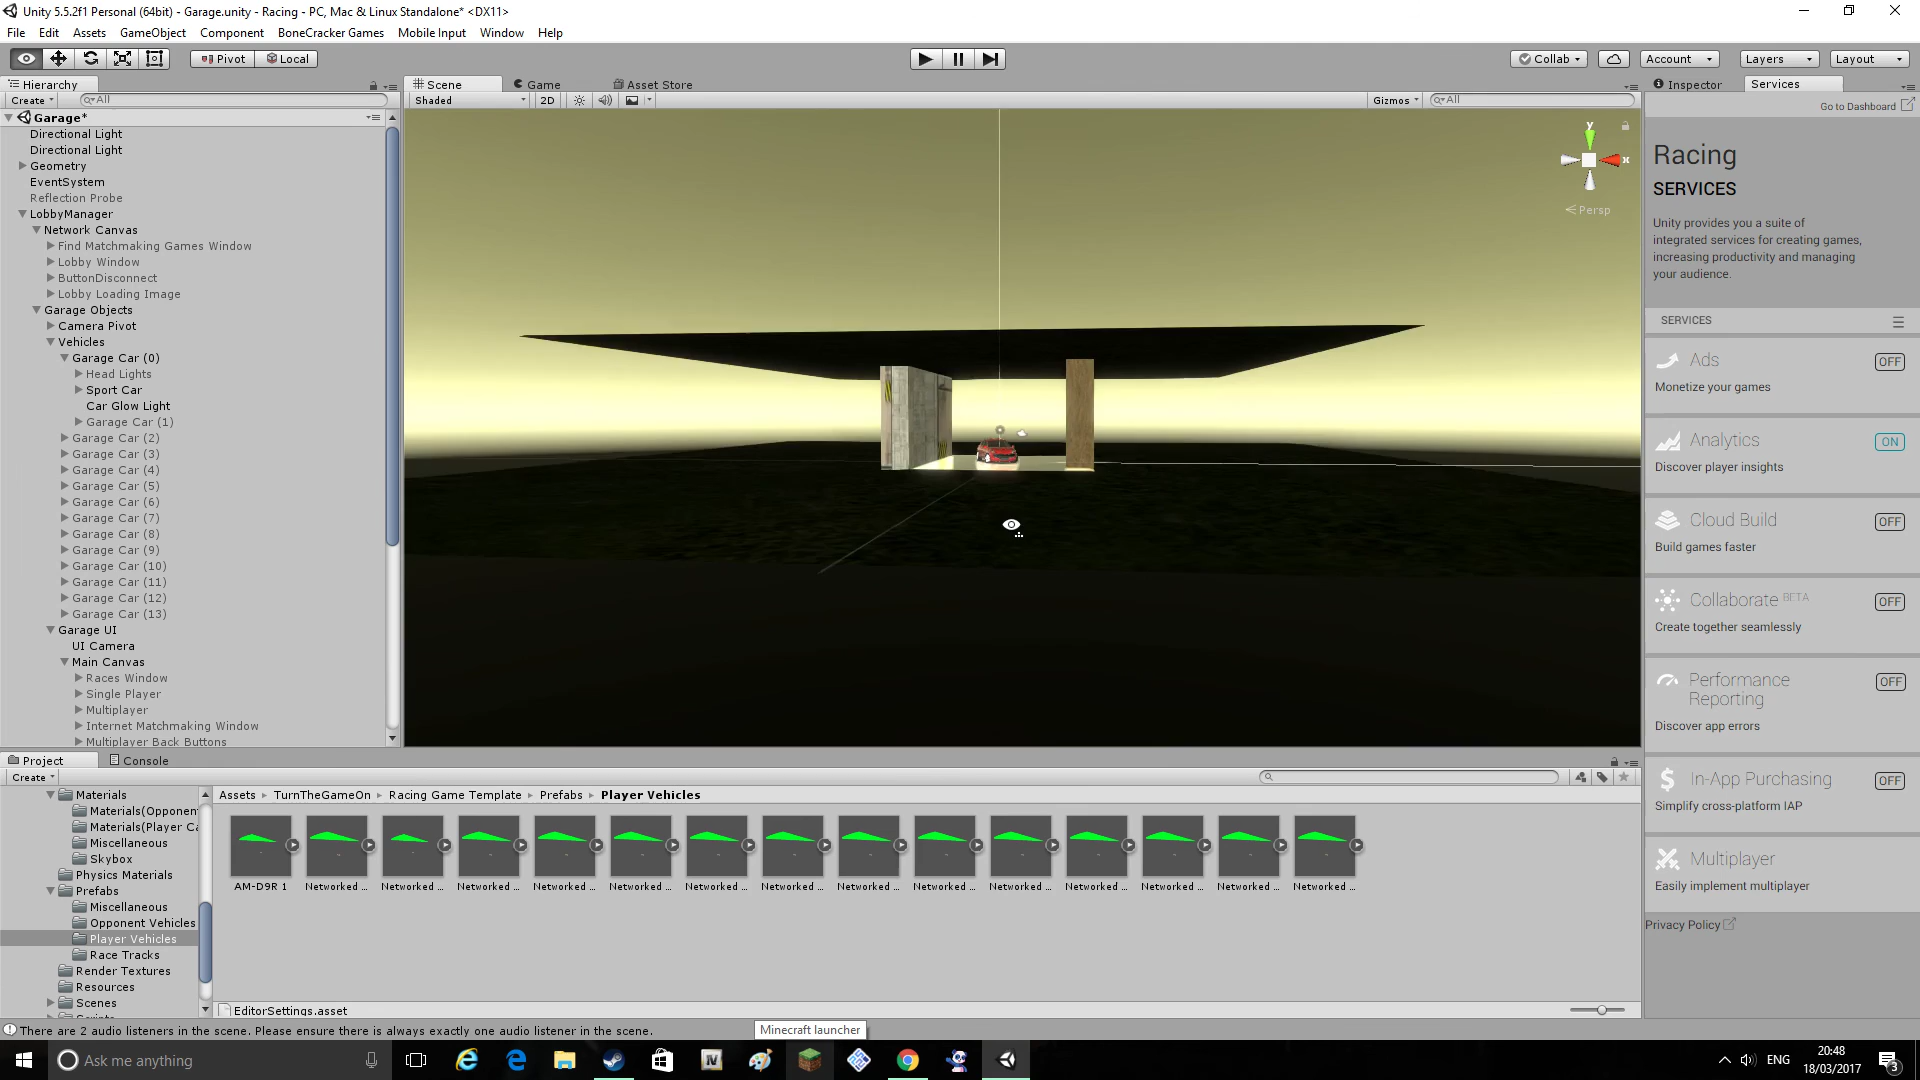 Unity 5.5.2f1 Personal (64bit) - Garage.unity - Racing - PC, Mac & Linux Standalone* <DX11>
File Edit Assets GameObject Component BoneCracker Games Mobile Input Window Help
Pivot Local Collab Account Layers Layout
Hierarchy
Create All
Garage*
Directional Light
Directional Light
Geometry
EventSystem
Reflection Probe
LobbyManager
Network Canvas
Find Matchmaking Games Window
Lobby Window
ButtonDisconnect
Lobby Loading Image
Garage Objects
Camera Pivot
Vehicles
Garage Car (0)
Head Lights
Sport Car
Car Glow Light
Garage Car (1)
Garage Car (2)
Garage Car (3)
Garage Car (4)
Garage Car (5)
Garage Car (6)
Garage Car (7)
Garage Car (8)
Garage Car (9)
Garage Car (10)
Garage Car (11)
Garage Car (12)
Garage Car (13)
Garage UI
UI Camera
Main Canvas
Races Window
Single Player
Multiplayer
Internet Matchmaking Window
Multiplayer Back Buttons
Scene Game Asset Store
Shaded 2D Gizmos All
y
x
Persp
Inspector Services
Go to Dashboard
Racing
SERVICES
Unity provides you a suite of
integrated services for creating games,
increasing productivity and managing
your audience.
SERVICES
Ads OFF
Monetize your games
Analytics ON
Discover player insights
Cloud Build OFF
Build games faster
Collaborate BETA OFF
Create together seamlessly
Performance
Reporting OFF
Discover app errors
In-App Purchasing OFF
Simplify cross-platform IAP
Multiplayer
Easily implement multiplayer
Privacy Policy
Project Console
Create
Materials
Materials(Opponen
Materials(Player Ca
Miscellaneous
Skybox
Physics Materials
Prefabs
Miscellaneous
Opponent Vehicles
Player Vehicles
Race Tracks
Render Textures
Resources
Scenes
Assets TurnTheGameOn Racing Game Template Prefabs Player Vehicles
AM-D9R 1 Networked ... Networked ... Networked ... Networked ... Networked ... Networked ... Networked ... Networked ... Networked ... Networked ... Networked ... Networked ... Networked ... Networked ...
EditorSettings.asset
There are 2 audio listeners in the scene. Please ensure there is always exactly one audio listener in the scene.
Minecraft launcher
Ask me anything
ENG
20:48
18/03/2017
3